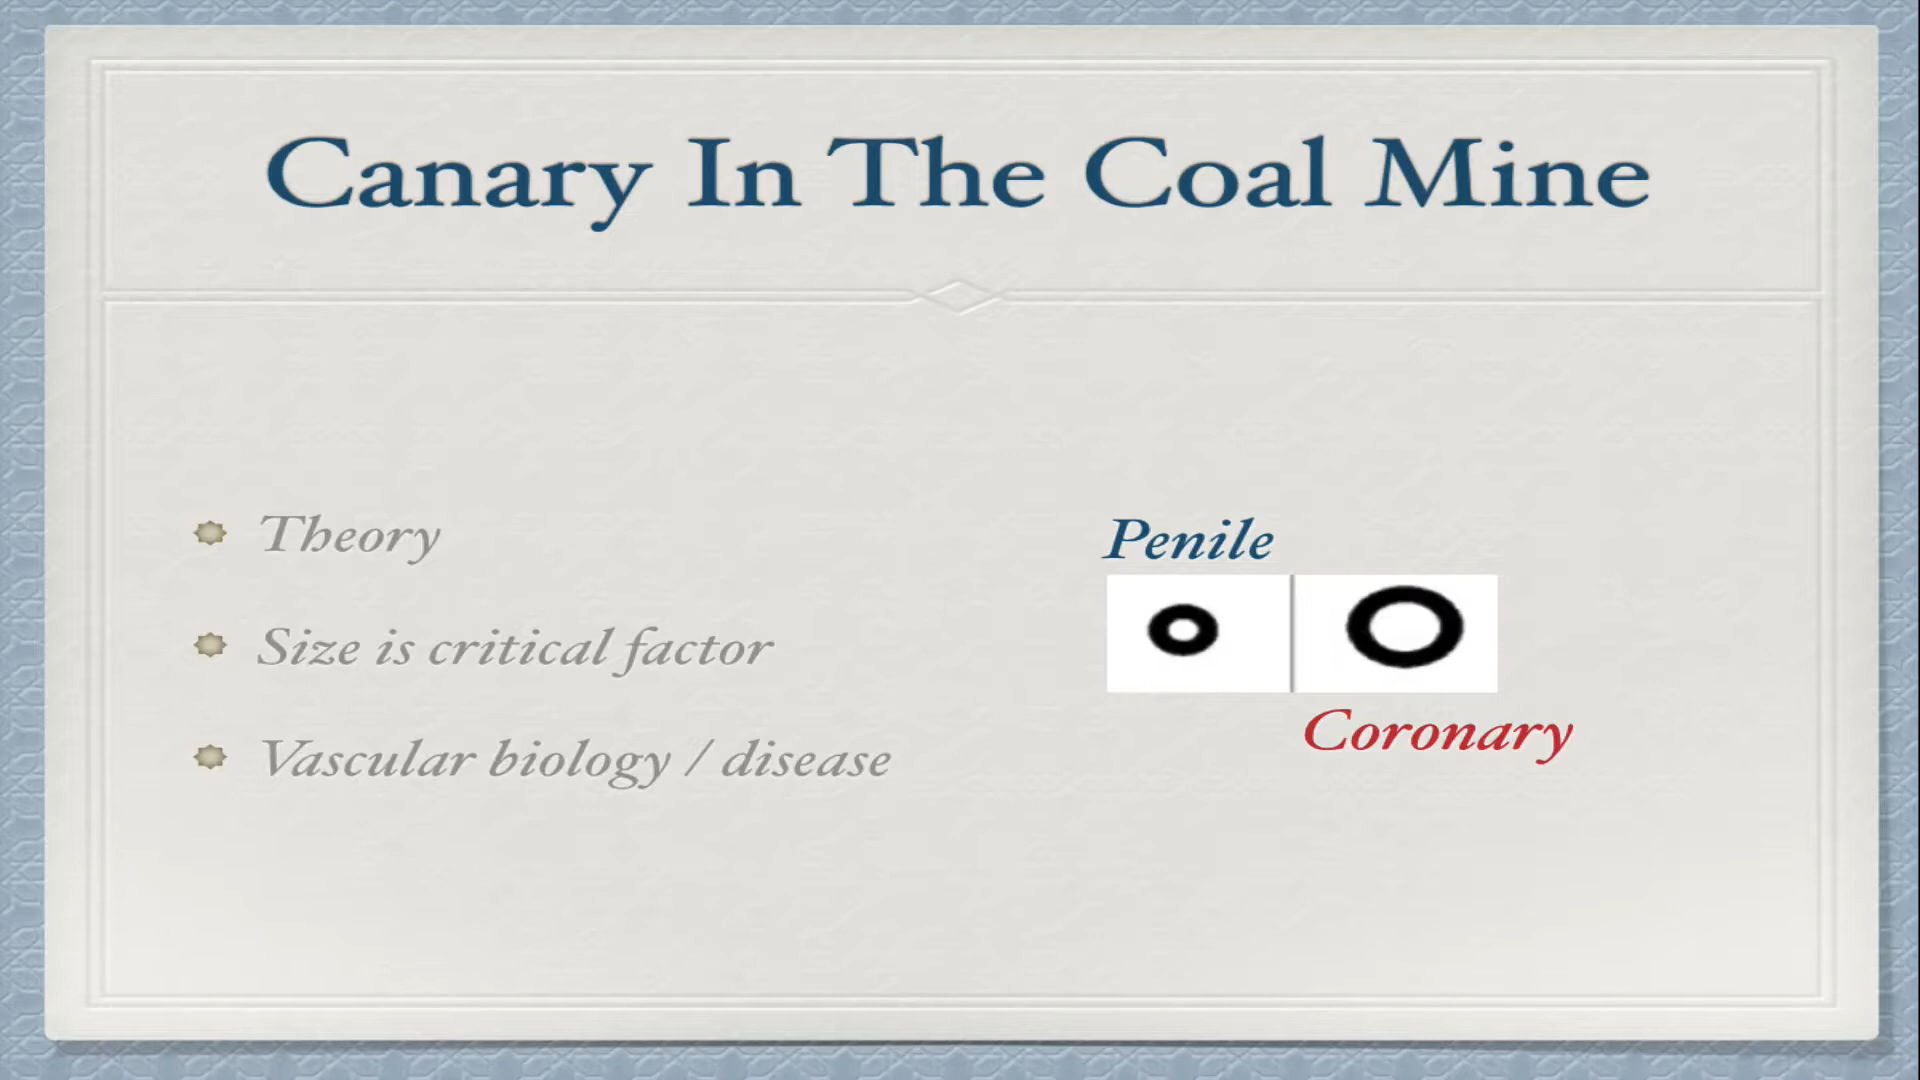 Canary In The Coal Mine
Theory
Size is critical factor
Vascular biology / disease
Penile
Coronary